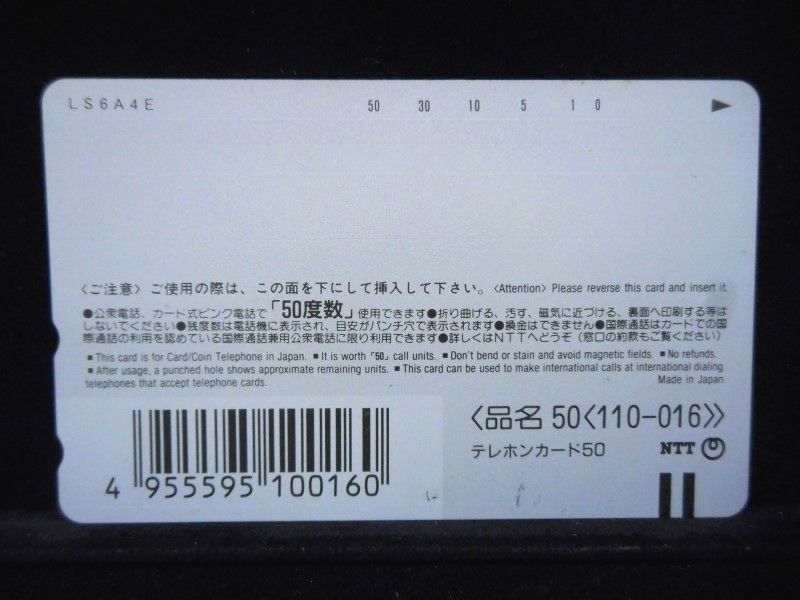 LS6A4E 50 30 10 5 1 0
〈ご注意〉ご使用の際は、この面を下にして挿入して下さい。〈Attention〉 Please reverse this card and insert it.
●公衆電話、カード式ピンク電話で「50度数」使用できます●折り曲げる、汚す、磁気に近づける、裏面へ印刷する等は
しないでください●残度数は電話機に表示され、目安がパンチ穴で表示されます●換金はできません●国際通話はカードでの国
際通話の利用を認めている国際通話兼用公衆電話に限り利用できます●詳しくはNTTへどうぞ(窓口の約款もご覧ください)
■ This card is for Card/Coin Telephone in Japan. ■ It is worth「50」call units. ■ Don't bend or stain and avoid magnetic fields. ■ No refunds.
■ After usage, a punched hole shows approximate remaining units. ■ This card can be used to make international calls at international dialing
telephones that accept telephone cards. Made in Japan
〈品名 50〈110-016〉〉
テレホンカード50 NTT
4 955595 100160